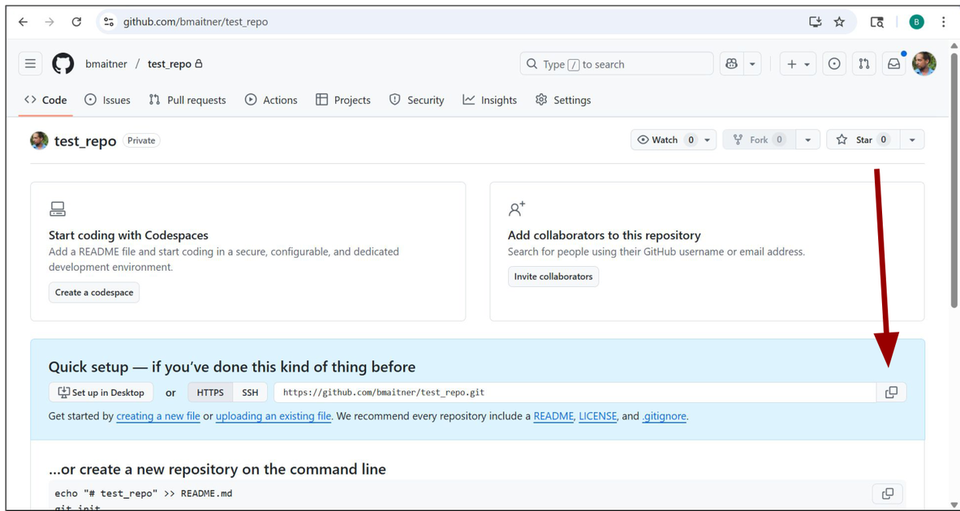 github.com/bmaitner/test_repo
B
bmaitner / test_repo
Type / to search
Code Issues Pull requests Actions Projects Security Insights Settings
test_repo Private
Watch 0 Fork 0 Star 0
Start coding with Codespaces
Add a README file and start coding in a secure, configurable, and dedicated
development environment.
Create a codespace
Add collaborators to this repository
Search for people using their GitHub username or email address.
Invite collaborators
Quick setup — if you've done this kind of thing before
Set up in Desktop or HTTPS SSH https://github.com/bmaitner/test_repo.git
Get started by creating a new file or uploading an existing file. We recommend every repository include a README, LICENSE, and .gitignore.
...or create a new repository on the command line
echo "# test_repo" >> README.md
git init